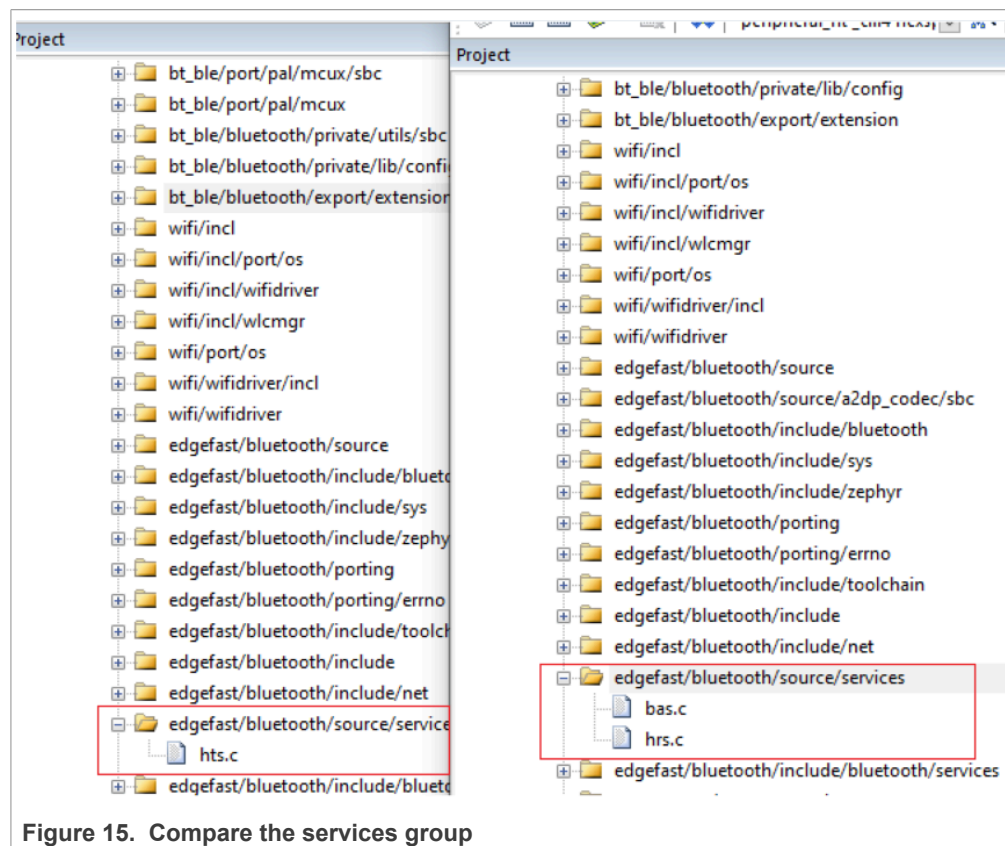 Project
bt_ble/port/pal/mcux/sbc
bt_ble/port/pal/mcux
bt_ble/bluetooth/private/utils/sbc
bt_ble/bluetooth/private/lib/confi
bt_ble/bluetooth/export/extension
wifi/incl
wifi/incl/port/os
wifi/incl/wifidriver
wifi/incl/wlcmgr
wifi/port/os
wifi/wifidriver/incl
wifi/wifidriver
edgefast/bluetooth/source
edgefast/bluetooth/include/blueto
edgefast/bluetooth/include/sys
edgefast/bluetooth/include/zephy
edgefast/bluetooth/porting
edgefast/bluetooth/porting/errno
edgefast/bluetooth/include/toolch
edgefast/bluetooth/include
edgefast/bluetooth/include/net
edgefast/bluetooth/source/service
hts.c
edgefast/bluetooth/include/blueto
Project
bt_ble/bluetooth/private/lib/config
bt_ble/bluetooth/export/extension
wifi/incl
wifi/incl/port/os
wifi/incl/wifidriver
wifi/incl/wlcmgr
wifi/port/os
wifi/wifidriver/incl
wifi/wifidriver
edgefast/bluetooth/source
edgefast/bluetooth/source/a2dp_codec/sbc
edgefast/bluetooth/include/bluetooth
edgefast/bluetooth/include/sys
edgefast/bluetooth/include/zephyr
edgefast/bluetooth/porting
edgefast/bluetooth/porting/errno
edgefast/bluetooth/include/toolchain
edgefast/bluetooth/include
edgefast/bluetooth/include/net
edgefast/bluetooth/source/services
bas.c
hrs.c
edgefast/bluetooth/include/bluetooth/services
Figure 15. Compare the services group